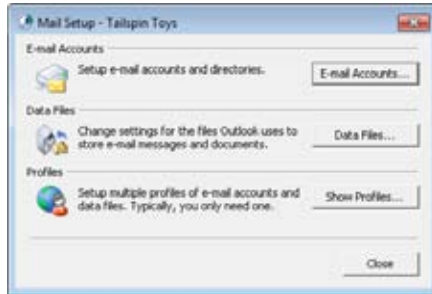 Mail Setup - Tailspin Toys
E-mail Accounts
Setup e-mail accounts and directories.
E-mail Accounts...
Data Files
Change settings for the files Outlook uses to
store e-mail messages and documents.
Data Files...
Profiles
Setup multiple profiles of e-mail accounts and
data files. Typically, you only need one.
Show Profiles...
Close